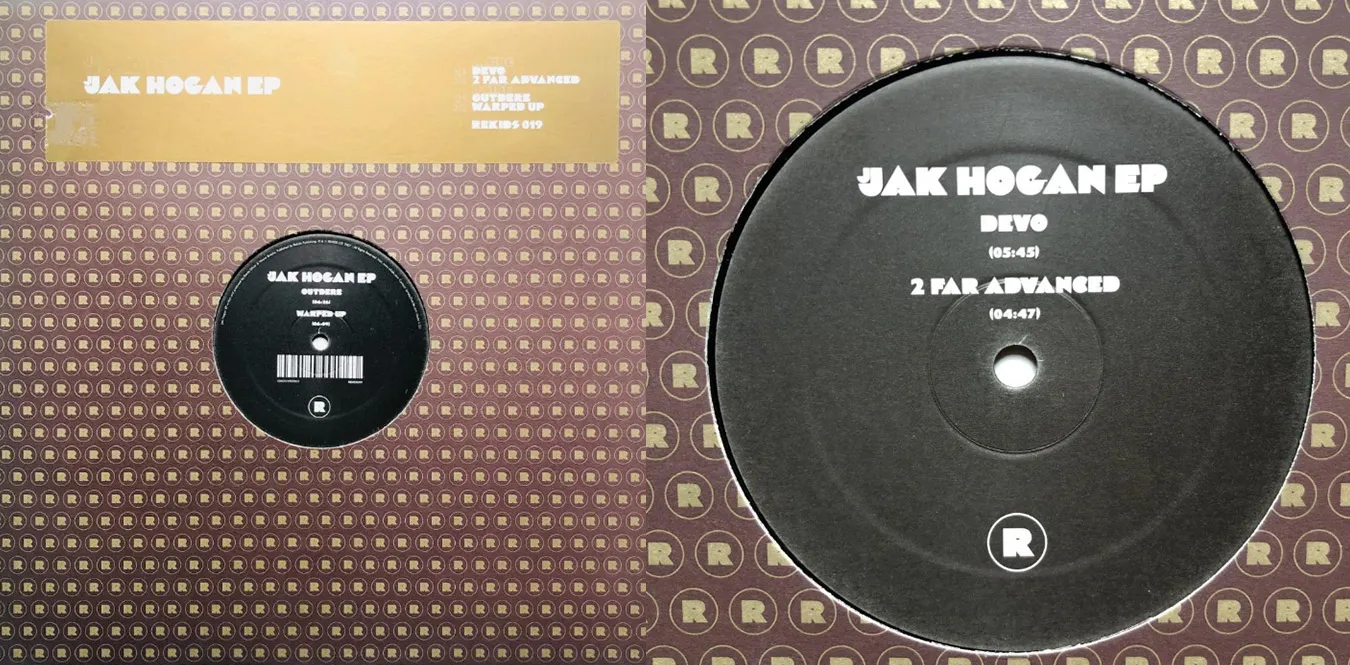 JAK HOGAN EP
DEVO
2 FAR ADVANCED
OUTDERE
WARPED UP
REKIDS 019
JAK HOGAN EP
OUTDERE
WARPED UP
R
JAK HOGAN EP
DEVO
(05:45)
2 FAR ADVANCED
(04:47)
R